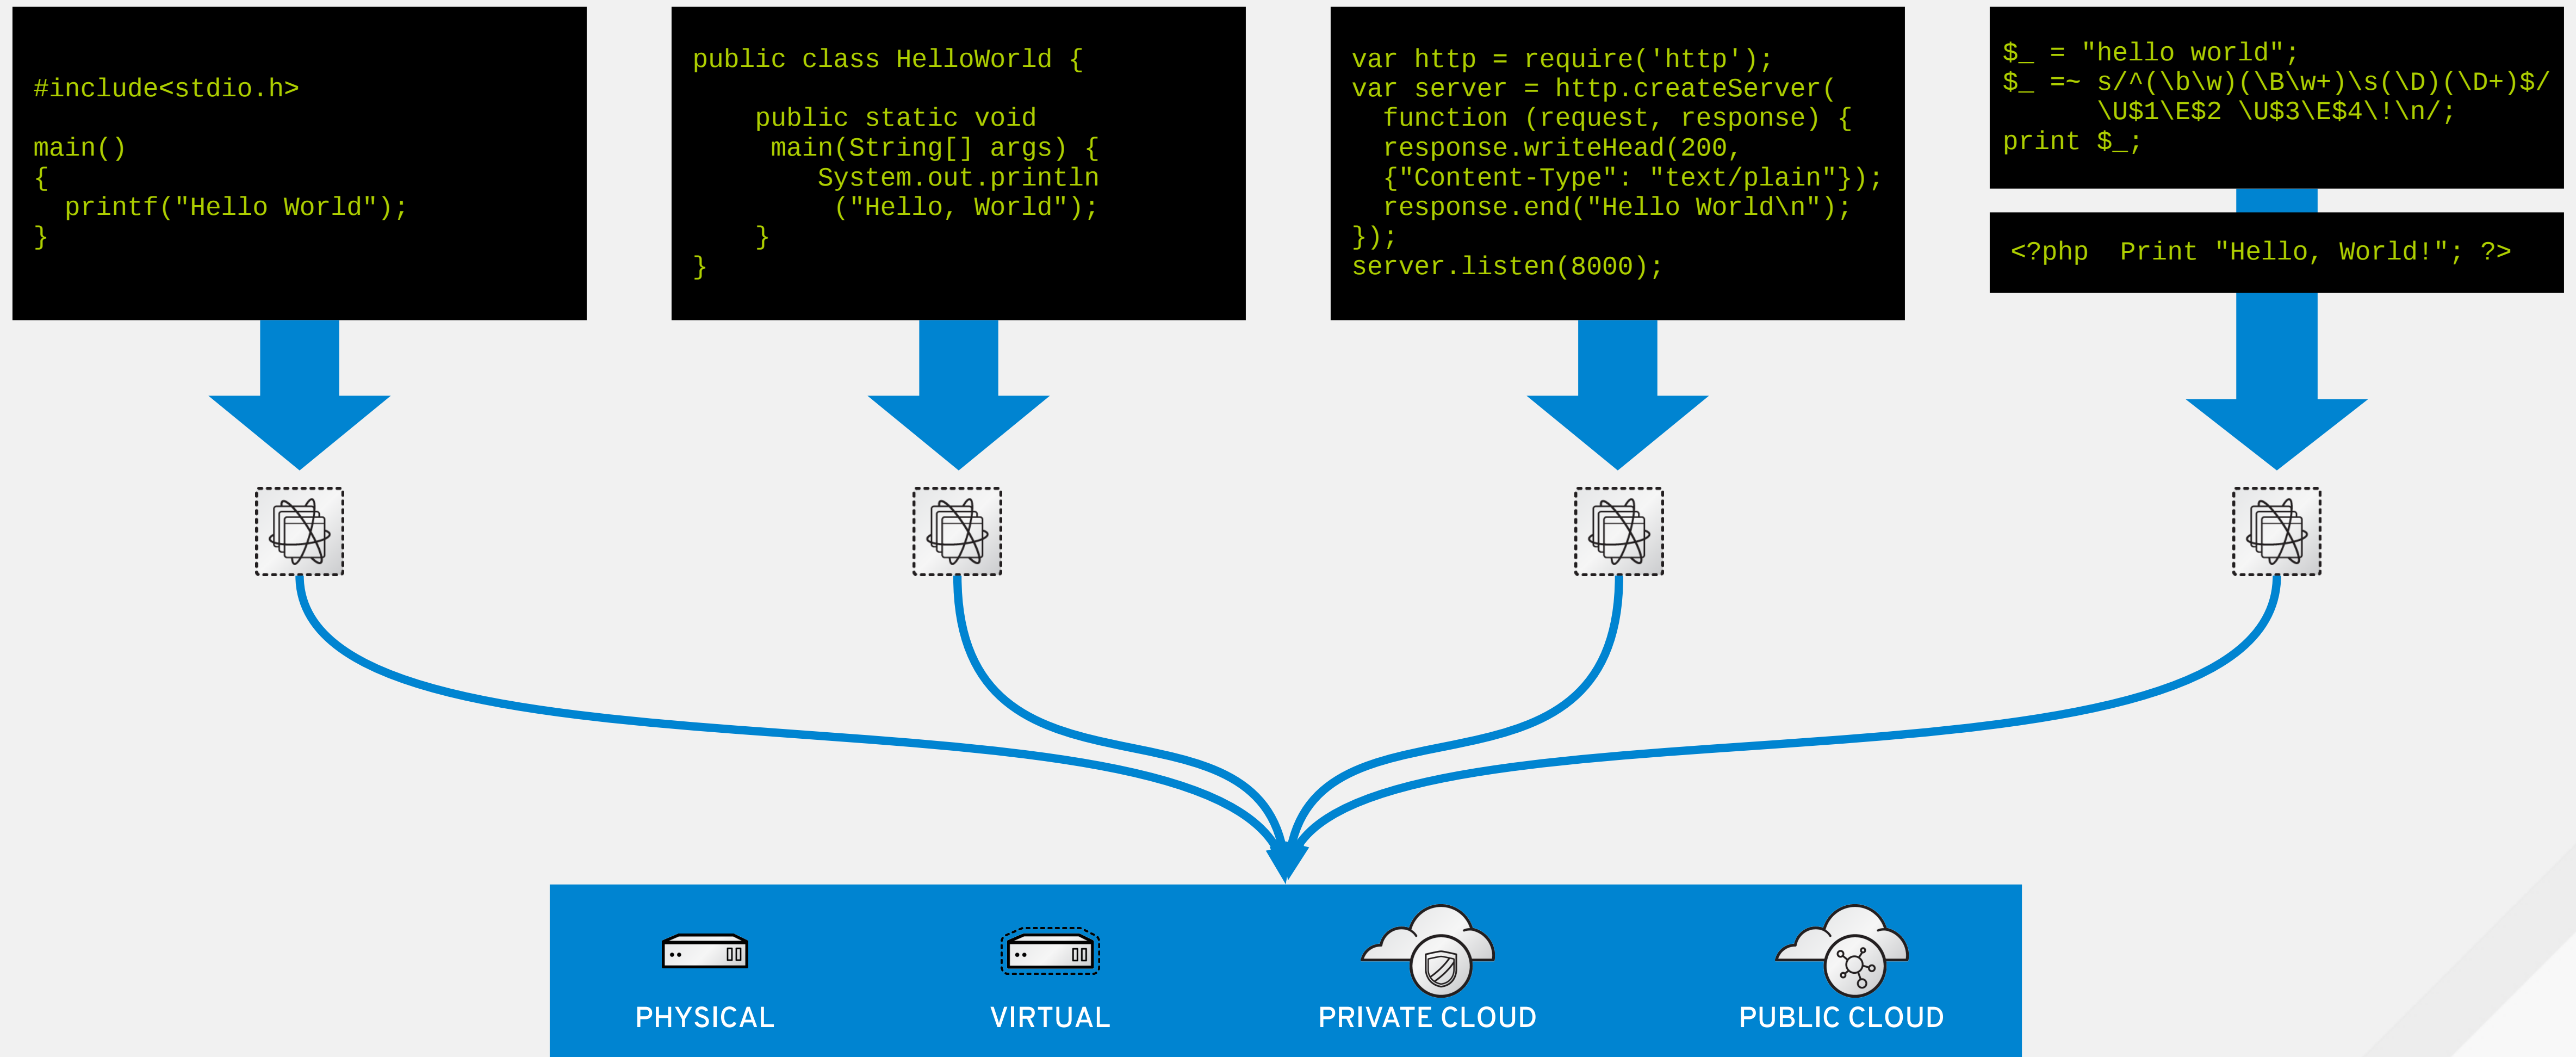 #include<stdio.h>
main()
{
  printf("Hello World");
}
public class HelloWorld {
    public static void
     main(String[] args) {
        System.out.println
         ("Hello, World");
    }
}
var http = require('http');
var server = http.createServer(
  function (request, response) {
  response.writeHead(200,
  {"Content-Type": "text/plain"});
  response.end("Hello World\n");
});
server.listen(8000);
$_ = "hello world";
$_ =~ s/^(\b\w)(\B\w+)\s(\D)(\D+)$/
      \U$1\E$2 \U$3\E$4\!\n/;
print $_;
<?php  Print "Hello, World!"; ?>
PHYSICAL
VIRTUAL
PRIVATE CLOUD
PUBLIC CLOUD